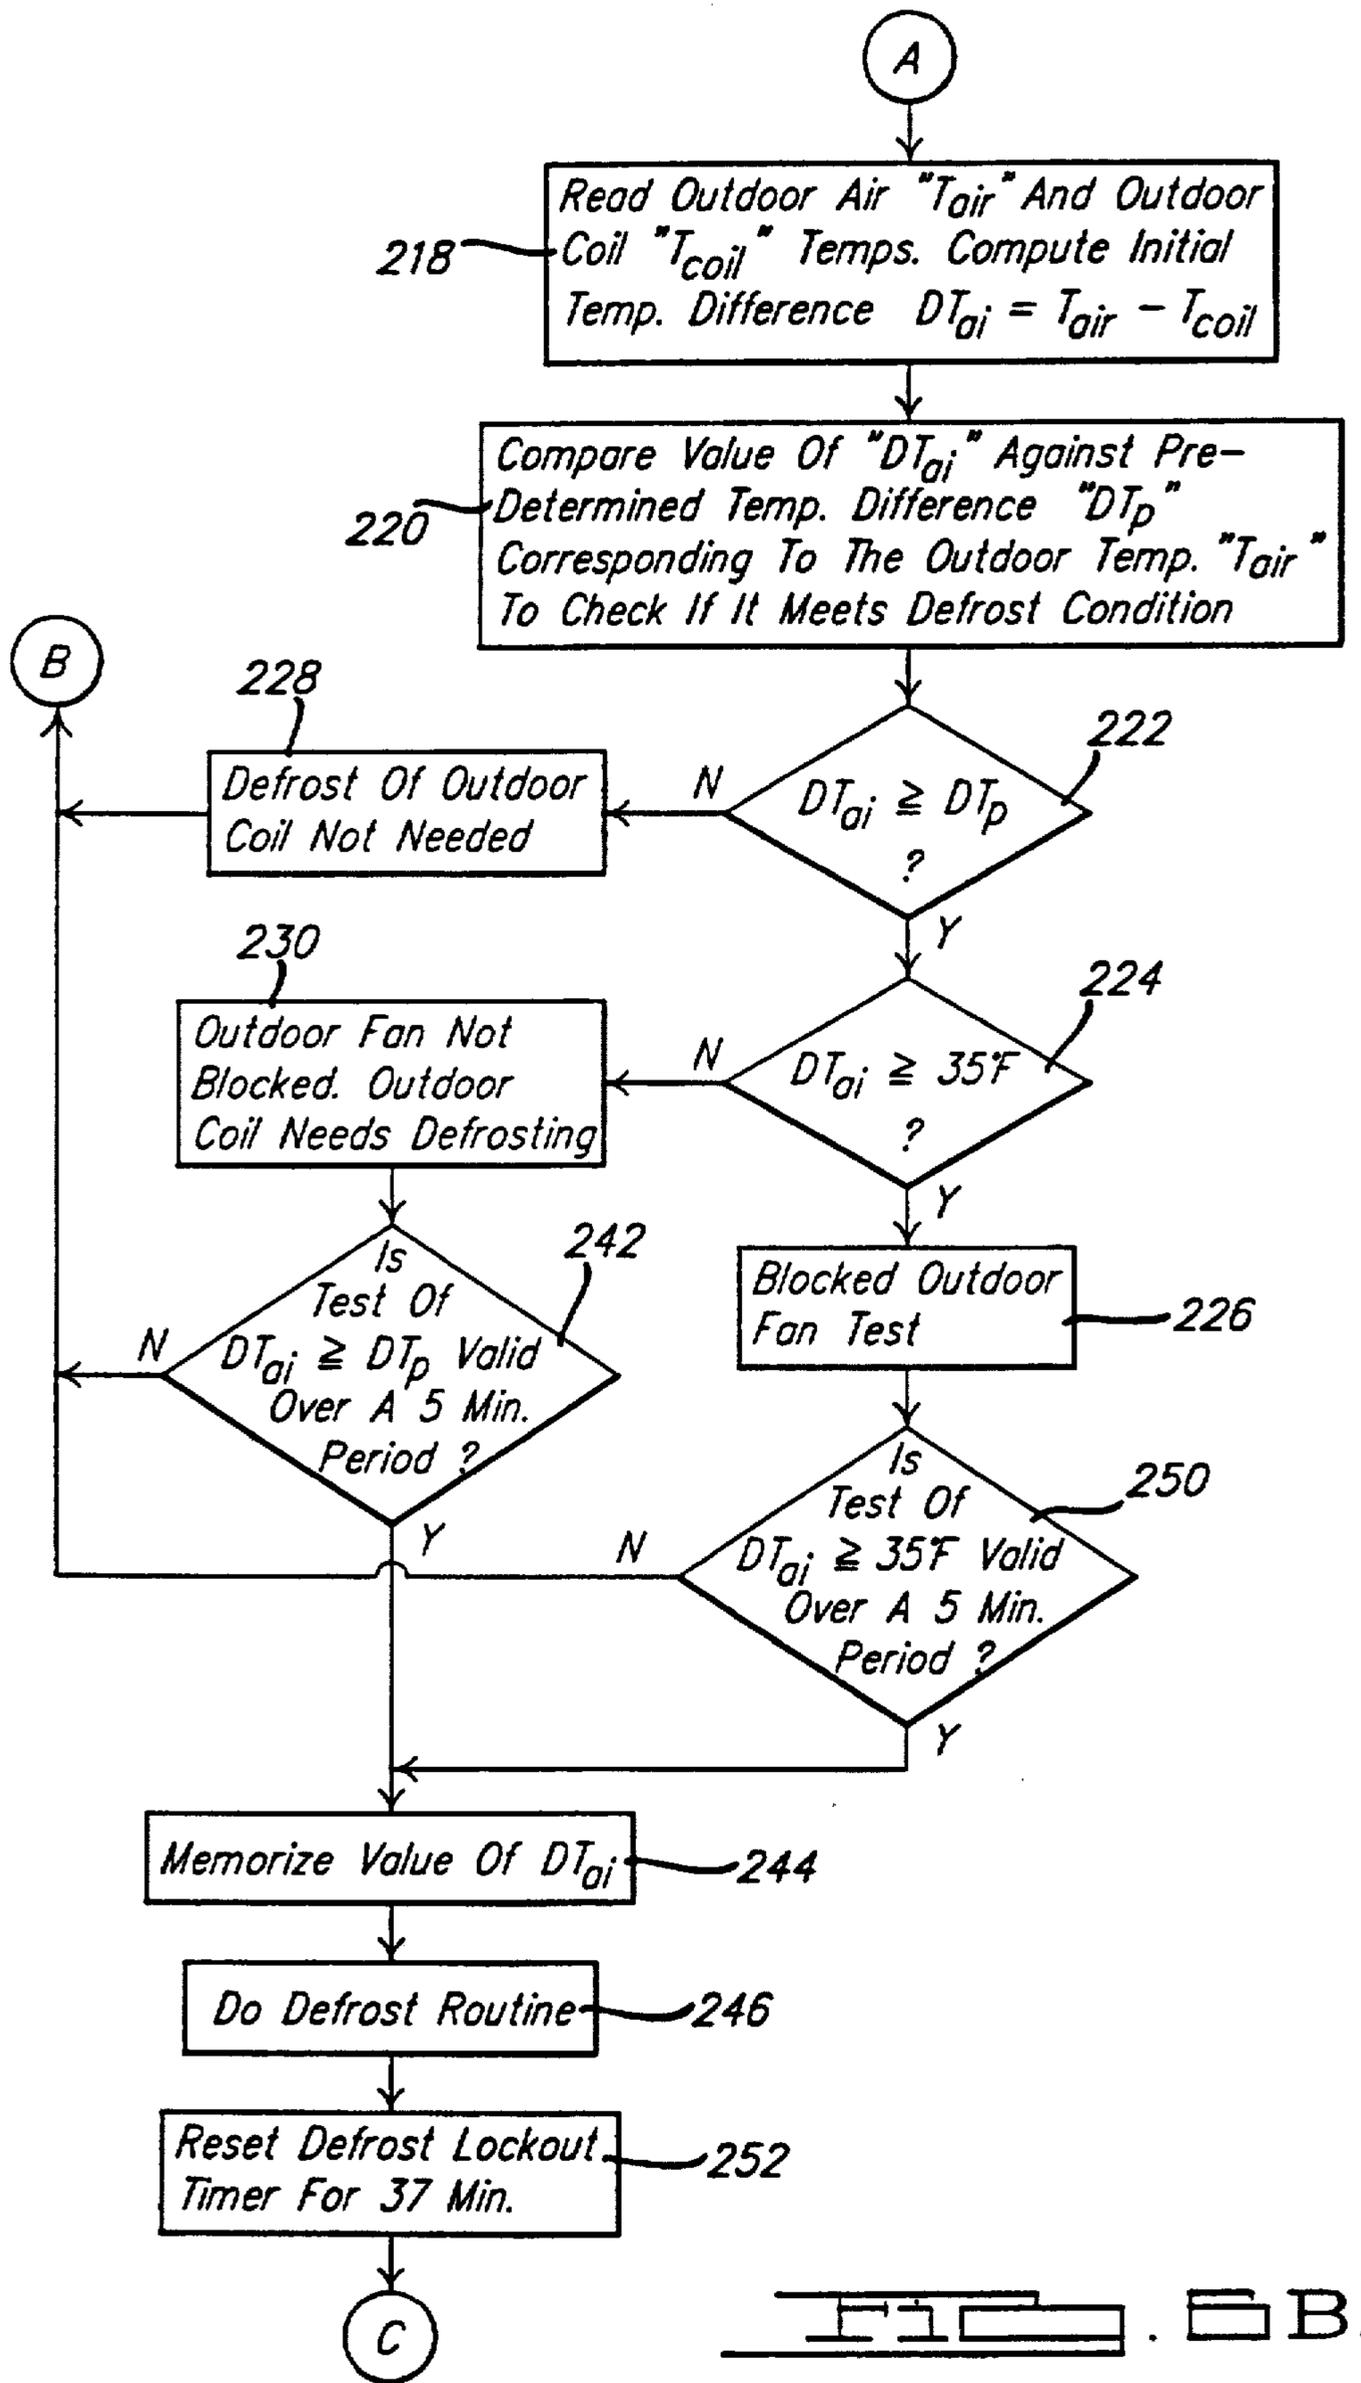 A
Read Outdoor Air "Tair" And Outdoor
Coil "Tcoil" Temps. Compute Initial
Temp. Difference DTai = Tair - Tcoil
218
Compare Value Of "DTai" Against Pre-
Determined Temp. Difference "DTp"
Corresponding To The Outdoor Temp. "Tair"
To Check If It Meets Defrost Condition
220
B
228
Defrost Of Outdoor
Coil Not Needed
N
DTai ≧ DTp
?
222
Y
230
Outdoor Fan Not
Blocked. Outdoor
Coil Needs Defrosting
N
DTai ≧ 35°F
?
224
Y
Is
Test Of
DTai ≧ DTp Valid
Over A 5 Min.
Period ?
242
N
Y
Blocked Outdoor
Fan Test
226
Is
Test Of
DTai ≧ 35°F Valid
Over A 5 Min.
Period ?
250
N
Y
Memorize Value Of DTai
244
Do Defrost Routine
246
Reset Defrost Lockout
Timer For 37 Min.
252
C
FIG. 6B.